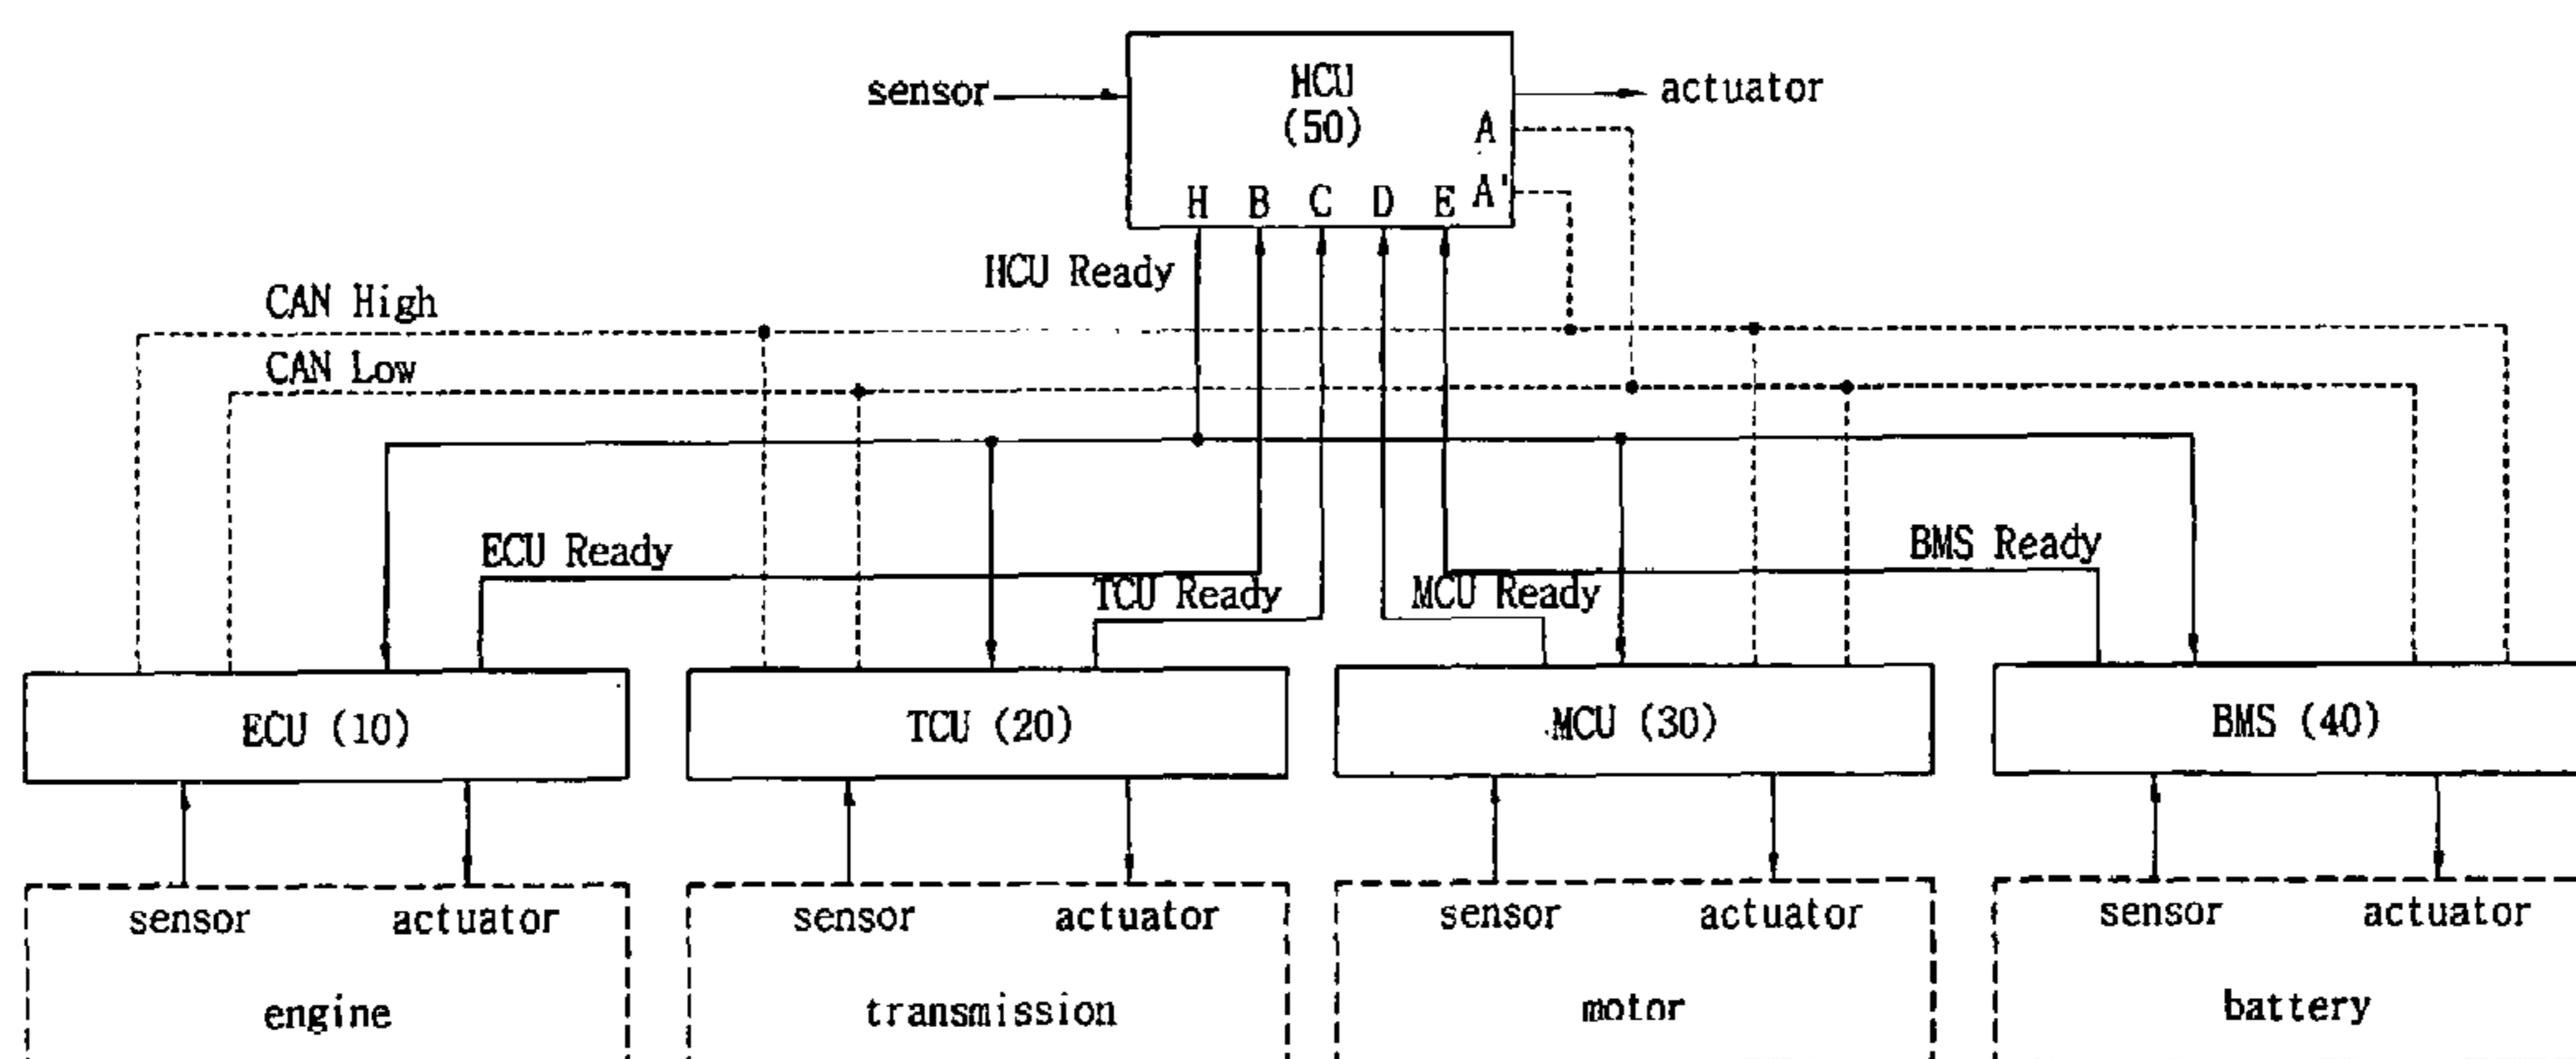 sensor
HCU
(50)
actuator
A
A'
H B C D E
HCU Ready
CAN High
CAN Low
ECU Ready
TCU Ready
MCU Ready
BMS Ready
ECU (10)
TCU (20)
MCU (30)
BMS (40)
sensor actuator
engine
sensor actuator
transmission
sensor actuator
motor
sensor actuator
battery